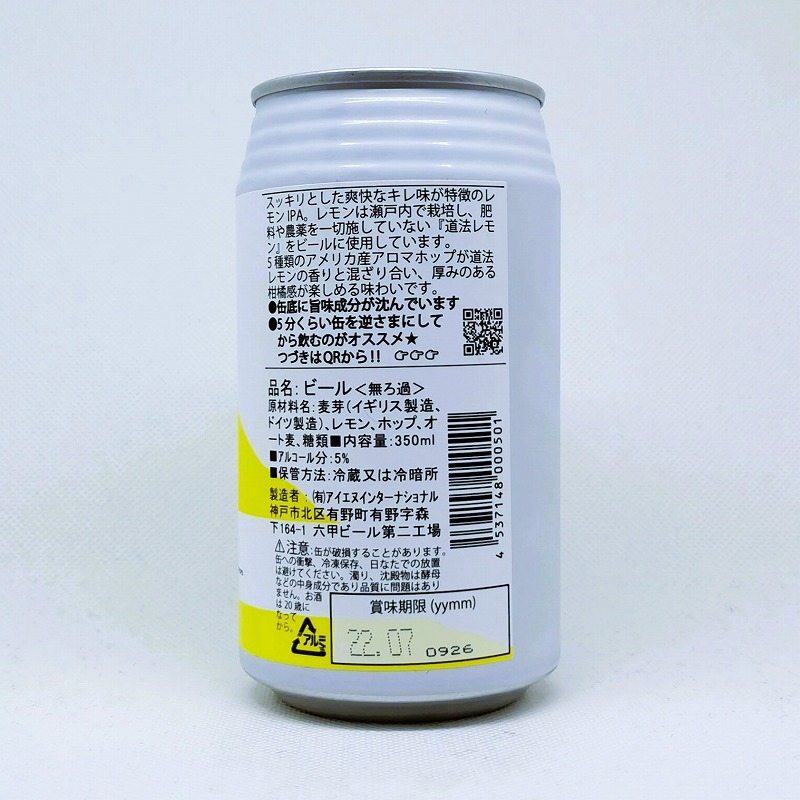 スッキリとした爽快なキレ味が特徴のレ
モンIPA。レモンは瀬戸内で栽培し、肥
料や農薬を一切施していない『道法レモ
ン』をビールに使用しています。
5種類のアメリカ産アロマホップが道法
レモンの香りと混ざり合い、厚みのある
柑橘感が楽しめる味わいです。
●缶底に旨味成分が沈んでいます
●5分くらい缶を逆さまにして
から飲むのがオススメ★
つづきはQRから!! 👉👉👉
品名:ビール<無ろ過>
原材料名:麦芽(イギリス製造、
ドイツ製造)、レモン、ホップ、オ
ート麦、糖類■内容量:350ml
■アルコール分:5%
■保管方法:冷蔵又は冷暗所
製造者:(有)アイエヌインターナショナル
神戸市北区有野町有野字森
下164-1 六甲ビール第二工場
4 537148 000501
⚠注意:缶が破損することがあります。
缶への衝撃、冷凍保存、日なたでの放置
は避けてください。濁り、沈殿物は酵母
などの中身成分であり品質に問題はあり
ません。お酒
は20歳に
なって
から。
アルミ
賞味期限(yymm)
22.07 0926